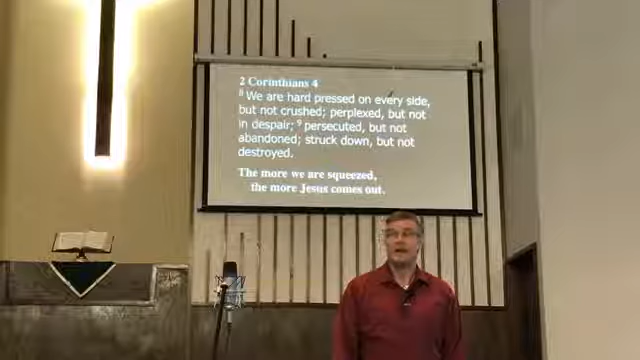 2 Corinthians 4
8 We are hard pressed on every side,
but not crushed; perplexed, but not
in despair; 9 persecuted, but not
abandoned; struck down, but not
destroyed.
The more we are squeezed,
the more Jesus comes out.